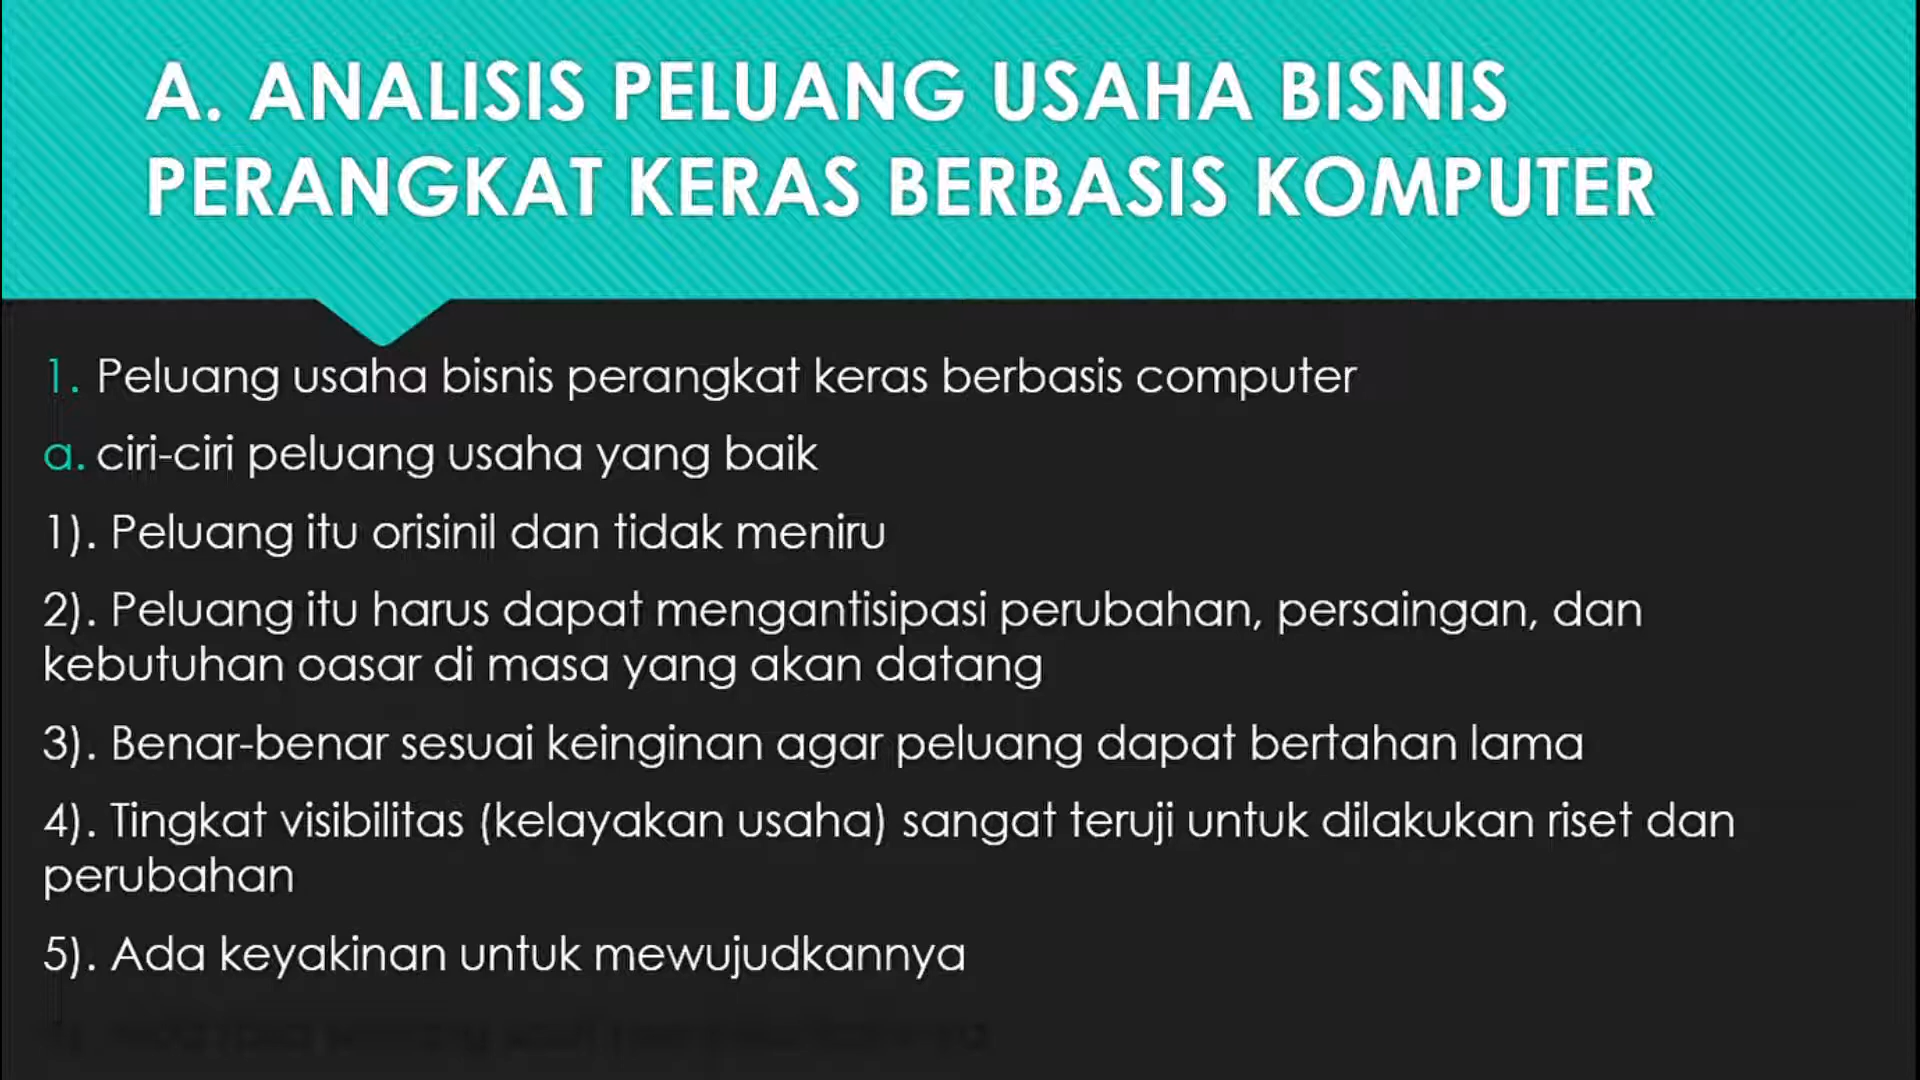 A. ANALISIS PELUANG USAHA BISNIS
PERANGKAT KERAS BERBASIS KOMPUTER
1. Peluang usaha bisnis perangkat keras berbasis computer
a. ciri-ciri peluang usaha yang baik
1). Peluang itu orisinil dan tidak meniru
2). Peluang itu harus dapat mengantisipasi perubahan, persaingan, dan
kebutuhan oasar di masa yang akan datang
3). Benar-benar sesuai keinginan agar peluang dapat bertahan lama
4). Tingkat visibilitas (kelayakan usaha) sangat teruji untuk dilakukan riset dan
perubahan
5). Ada keyakinan untuk mewujudkannya